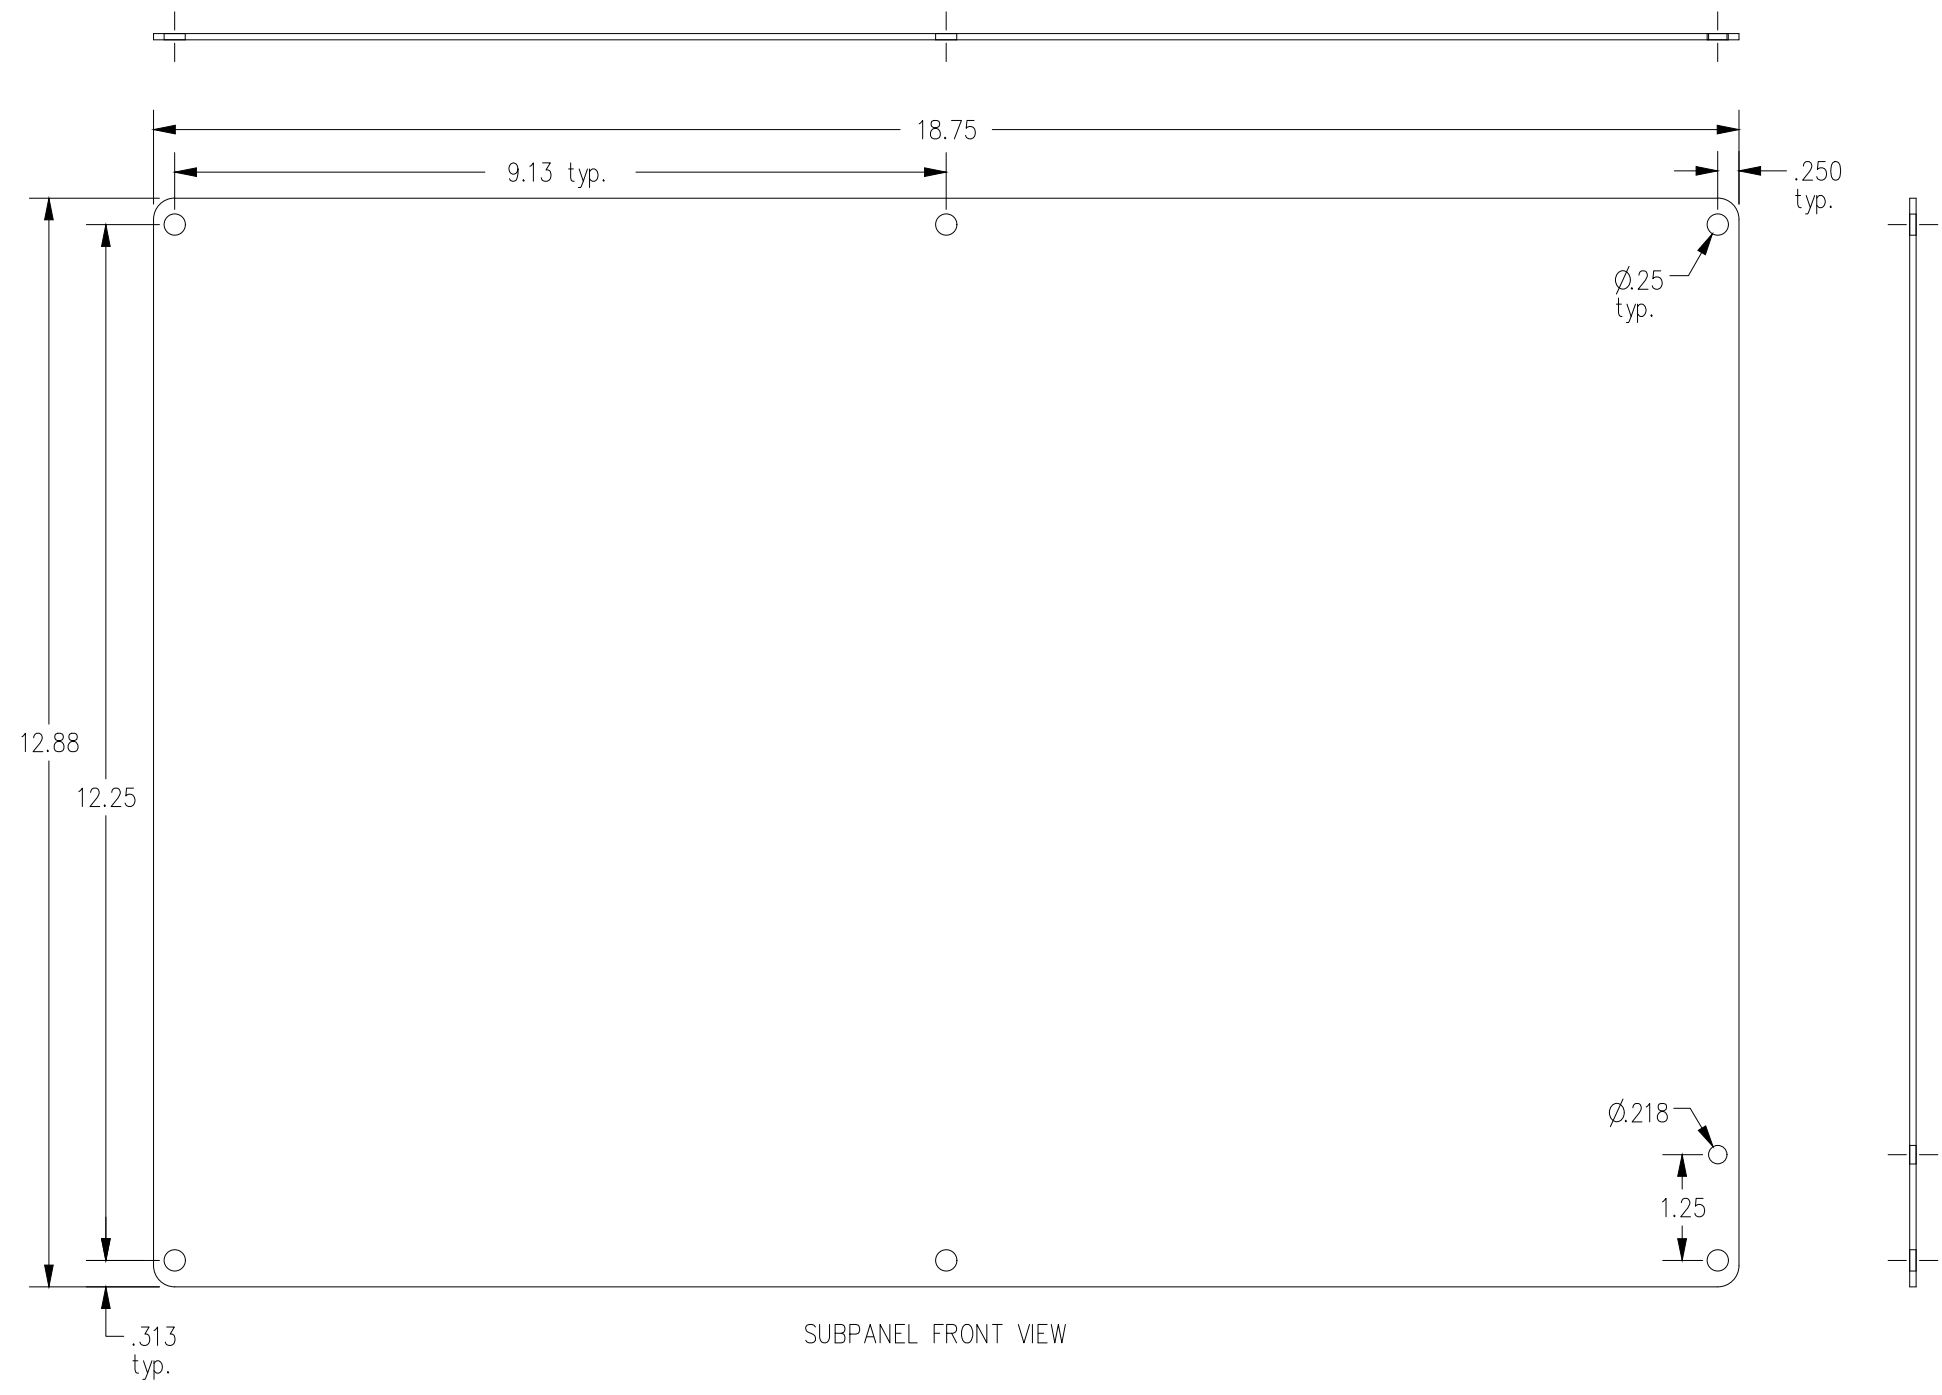 18.75
9.13 typ.
.250
typ.
Ø.25
typ.
12.88
12.25
Ø.218
1.25
.313
typ.
SUBPANEL FRONT VIEW